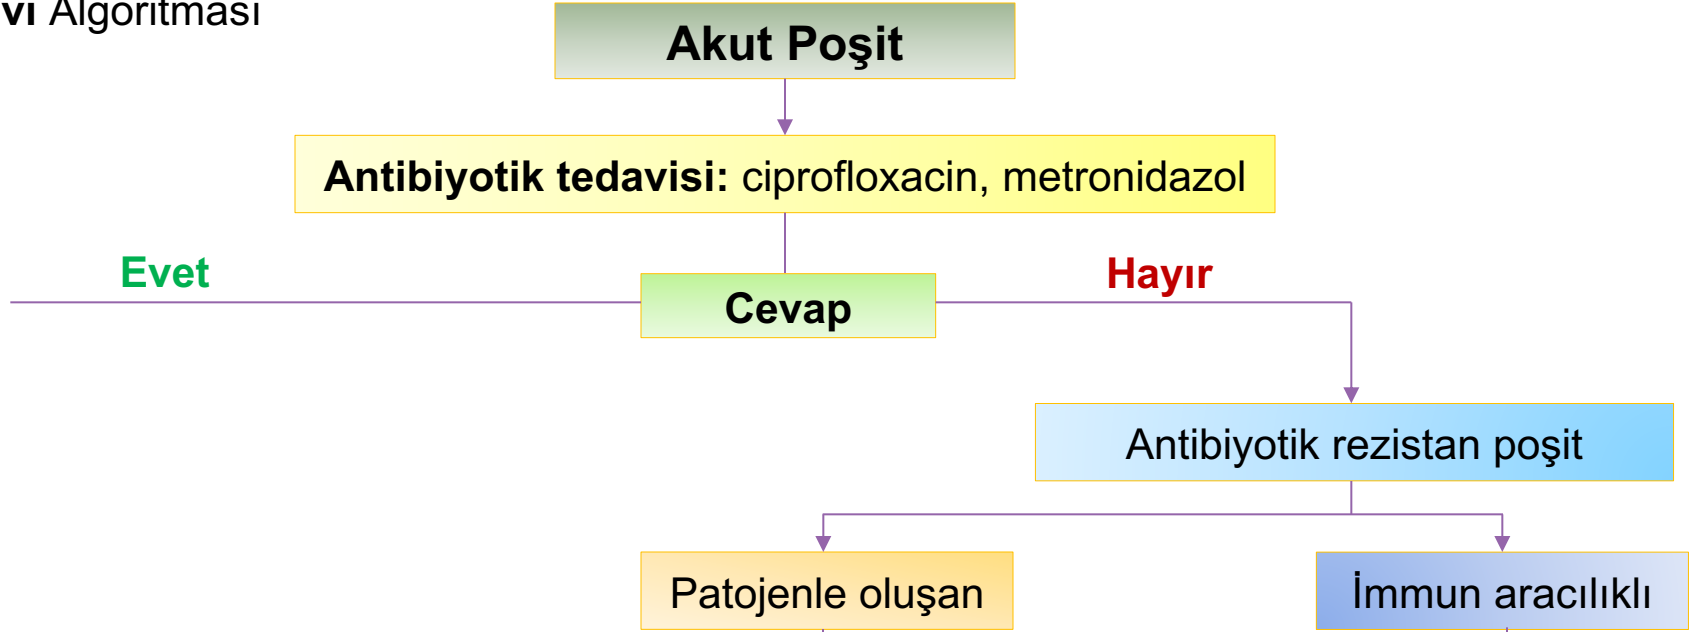 vi Algoritması
Akut Poşit
Antibiyotik tedavisi: ciprofloxacin, metronidazol
Evet
Hayır
Cevap
Antibiyotik rezistan poşit
Patojenle oluşan
İmmun aracılıklı